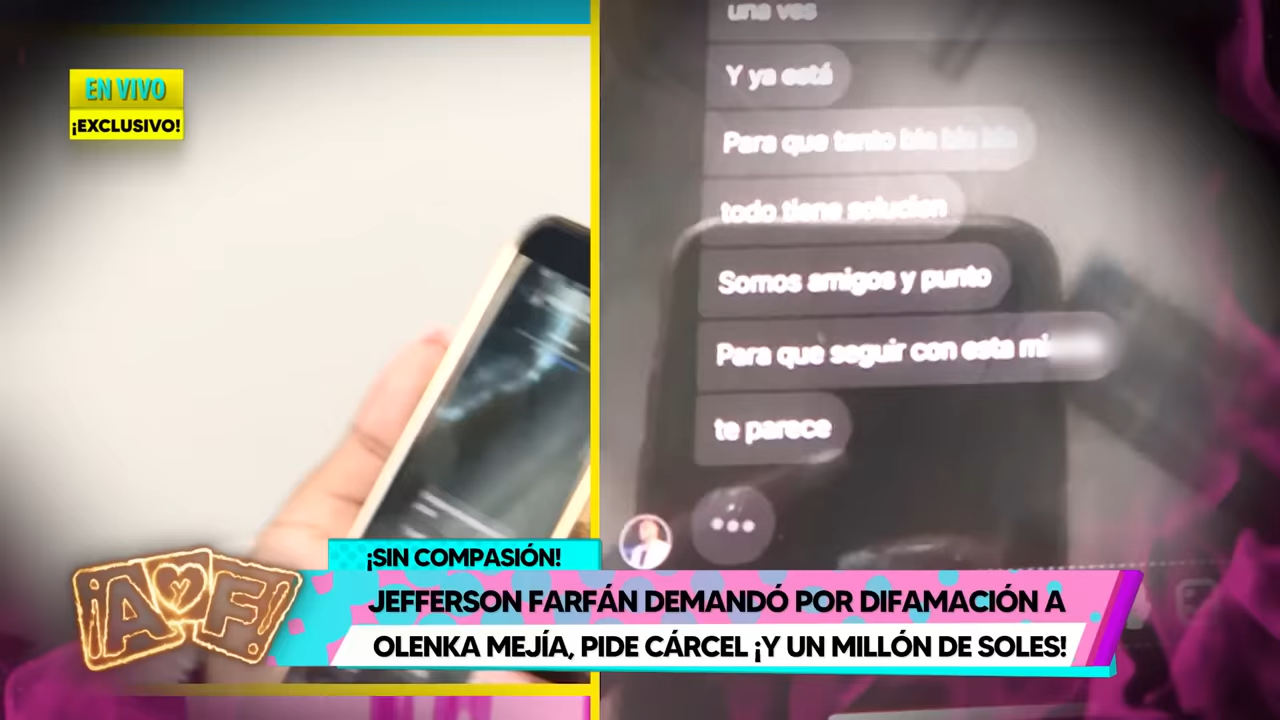 EN VIVO
¡EXCLUSIVO!
una ves
Y ya está
Para que tanto bla bla bla
todo tiene solucion
Somos amigos y punto
Para que seguir con esta
te parece
¡A F!
¡SIN COMPASIÓN!
JEFFERSON FARFÁN DEMANDÓ POR DIFAMACIÓN A
OLENKA MEJÍA, PIDE CÁRCEL ¡Y UN MILLÓN DE SOLES!